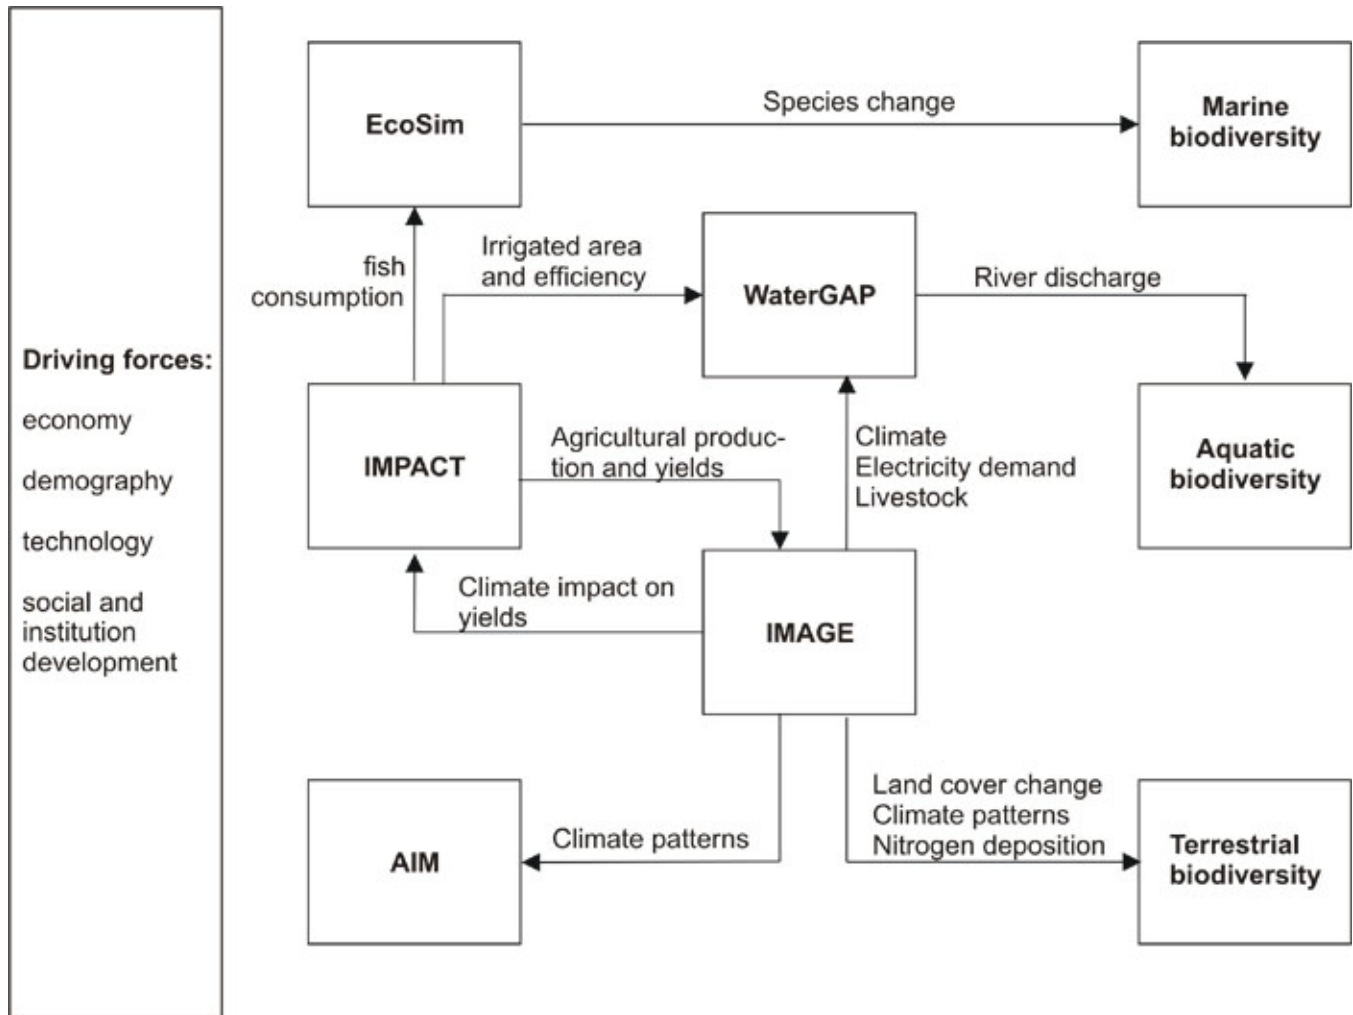 Driving forces:
economy
demography
technology
social and
institution
development
EcoSim
Species change
Marine
biodiversity
fish
consumption
Irrigated area
and efficiency
WaterGAP
River discharge
IMPACT
Agricultural produc-
tion and yields
Climate
Electricity demand
Livestock
Aquatic
biodiversity
Climate impact on
yields
IMAGE
AIM
Climate patterns
Land cover change
Climate patterns
Nitrogen deposition
Terrestrial
biodiversity